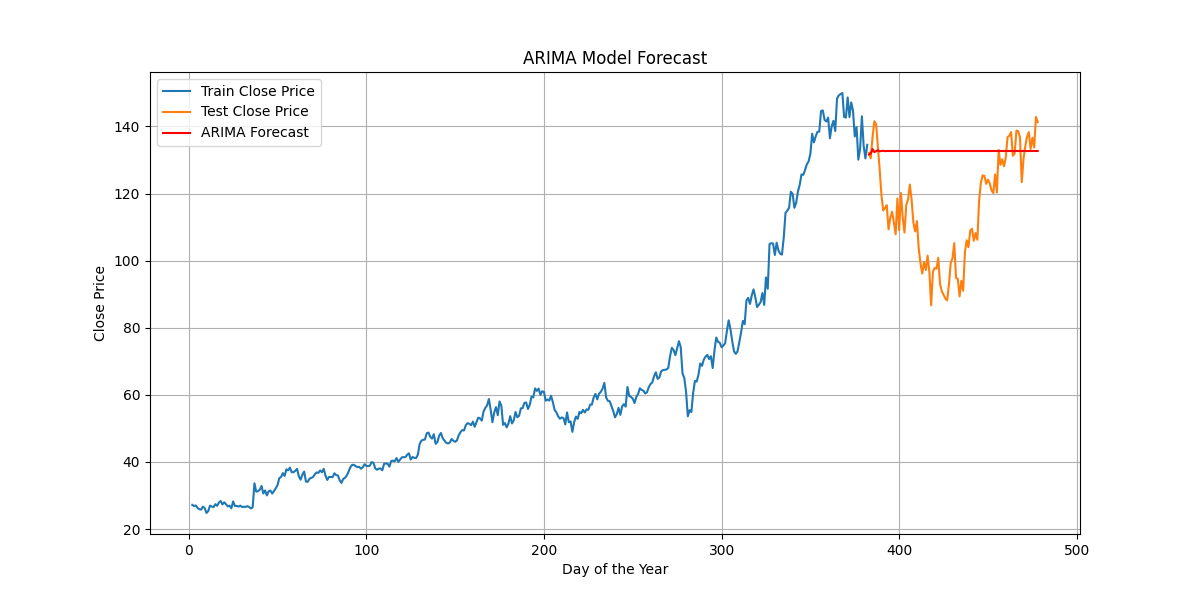 ARIMA Model Forecast
Train Close Price
Test Close Price
ARIMA Forecast
Close Price
140
120
100
80
60
40
20
0 100 200 300 400 500
Day of the Year